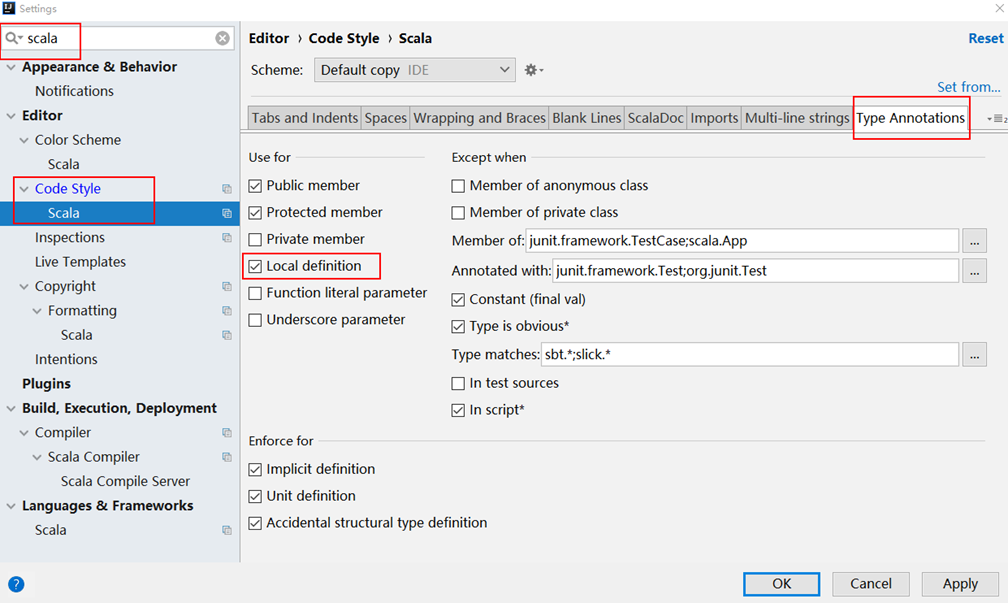 Settings
scala
Appearance & Behavior
Notifications
Editor
Color Scheme
Scala
Code Style
Scala
Inspections
Live Templates
Copyright
Formatting
Scala
Intentions
Plugins
Build, Execution, Deployment
Compiler
Scala Compiler
Scala Compile Server
Languages & Frameworks
Scala
Editor › Code Style › Scala
Reset
Scheme: Default copy IDE
Set from...
Tabs and Indents Spaces Wrapping and Braces Blank Lines ScalaDoc Imports Multi-line strings Type Annotations
Use for
Public member
Protected member
Private member
Local definition
Function literal parameter
Underscore parameter
Except when
Member of anonymous class
Member of private class
Member of: junit.framework.TestCase;scala.App ...
Annotated with: junit.framework.Test;org.junit.Test ...
Constant (final val)
Type is obvious*
Type matches: sbt.*;slick.* ...
In test sources
In script*
Enforce for
Implicit definition
Unit definition
Accidental structural type definition
?
OK Cancel Apply